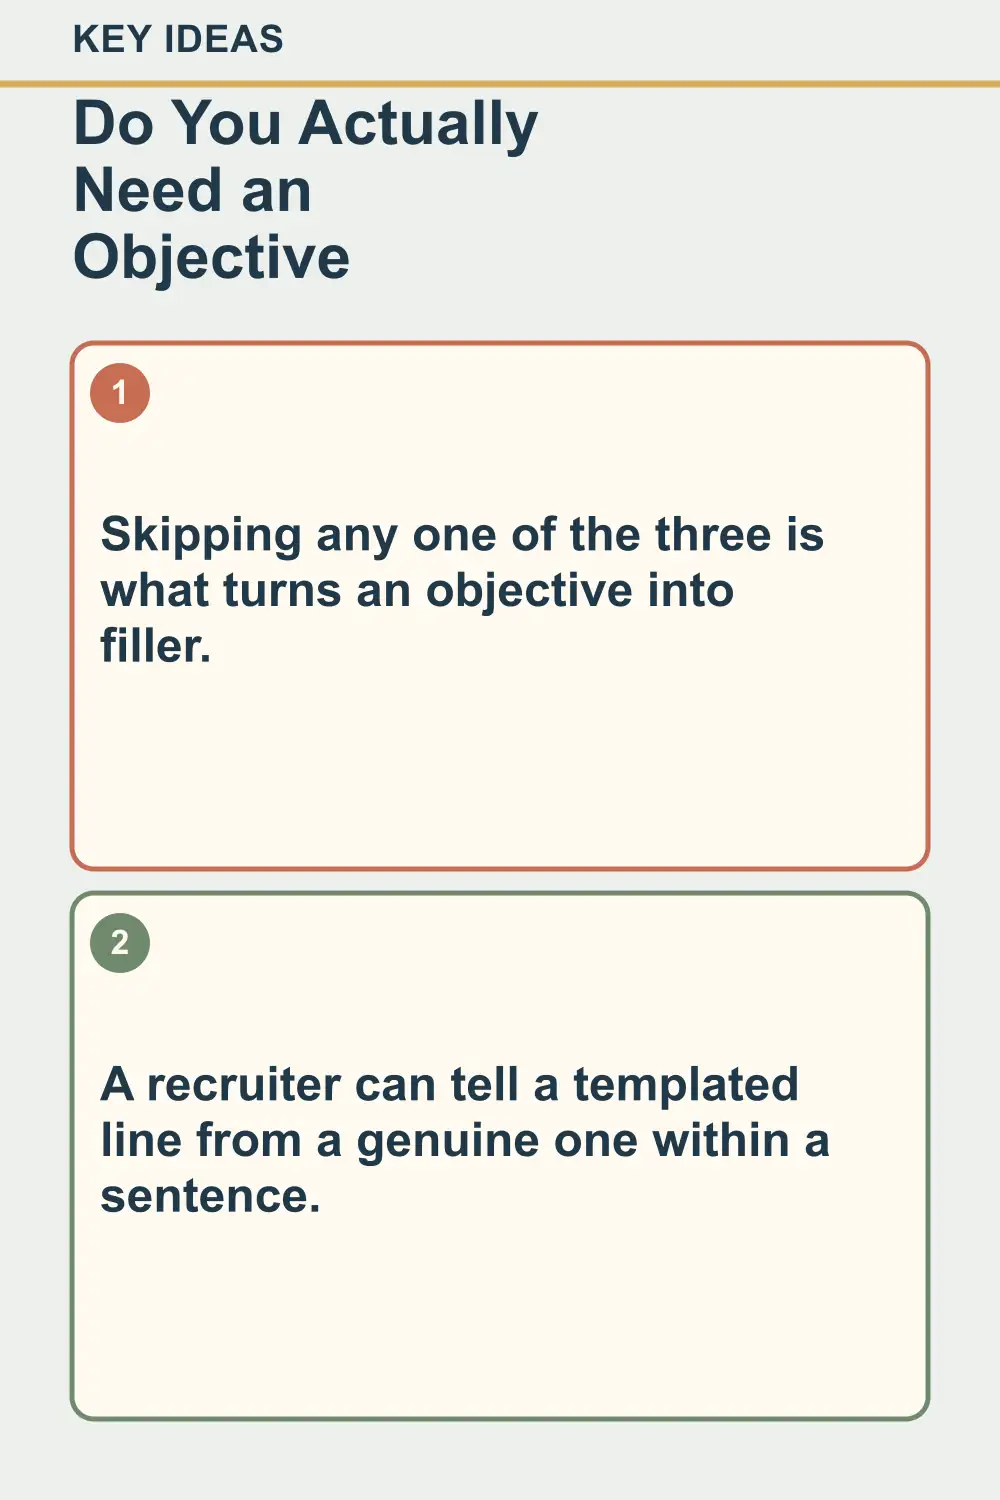 KEY IDEAS
Do You Actually
Need an
Objective
1
Skipping any one of the three is
what turns an objective into
filler.
2
A recruiter can tell a templated
line from a genuine one within a
sentence.